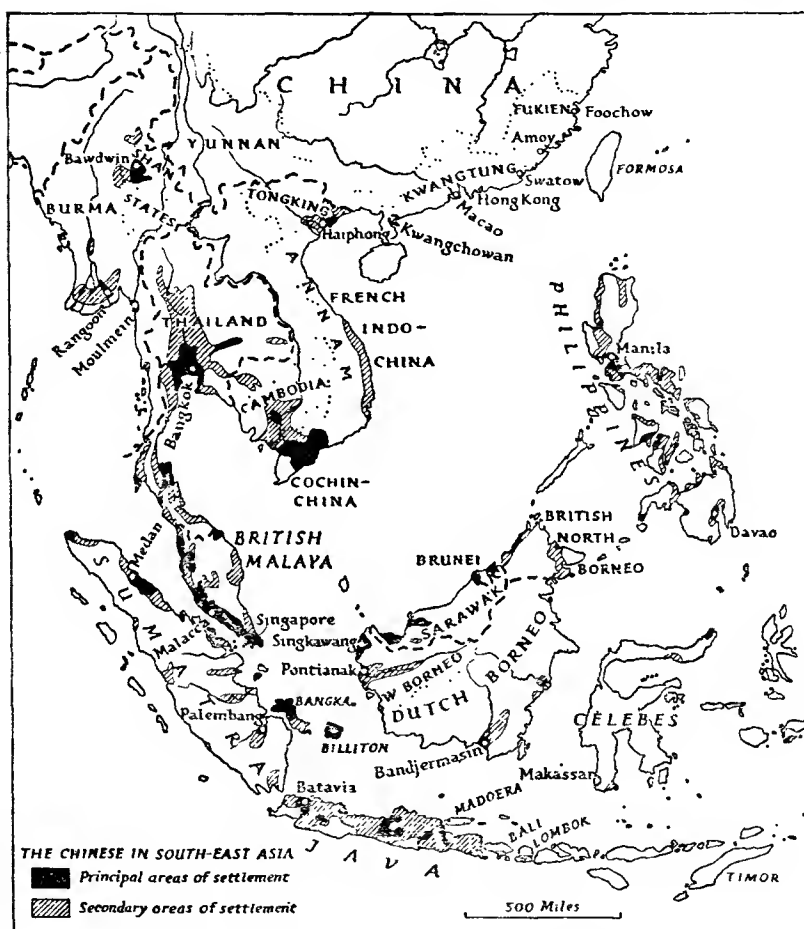 CHINA
YUNNAN
FUKIEN
Foochow
Amoy
KWANGTUNG
Swatow
FORMOSA
Hong Kong
Macao
Kwangchowan
Bawdwin
SHAN
STATES
BURMA
TONGKING
Haiphong
ANNAM
FRENCH
INDO-
CHINA
Rangoon
Moulmein
THAILAND
Bangkok
CAMBODIA
COCHIN-
CHINA
PHILIPPINES
Manila
Davao
BRITISH
MALAYA
Medan
SUMATRA
Malacca
Singapore
Singkawang
Pontianak
BRUNEI
BRITISH
NORTH
BORNEO
SARAWAK
W BORNEO
DUTCH
BORNEO
BANGKA
Palembang
BILLITON
Bandjermasin
CELEBES
Makassar
Batavia
MADOERA
BALI
LOMBOK
JAVA
TIMOR
THE CHINESE IN SOUTH-EAST ASIA
Principal areas of settlement
Secondary areas of settlement
500 Miles